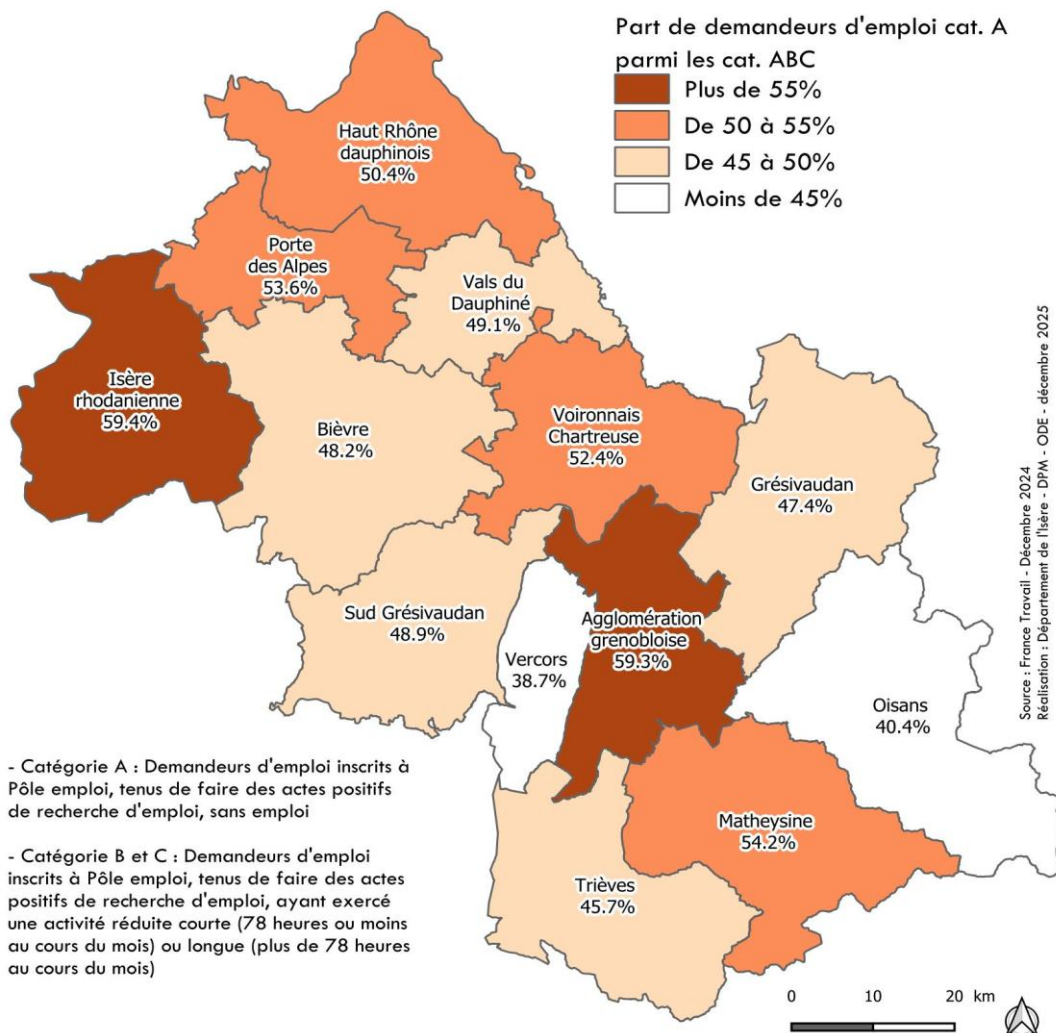 Part de demandeurs d'emploi cat. A
parmi les cat. ABC
Plus de 55%
De 50 à 55%
De 45 à 50%
Moins de 45%
Haut Rhône
dauphinois
50.4%
Porte
des Alpes
53.6%
Vals du
Dauphiné
49.1%
Isère
rhodanienne
59.4%
Bièvre
48.2%
Voironnais
Chartreuse
52.4%
Grésivaudan
47.4%
Sud Grésivaudan
48.9%
Vercors
38.7%
Agglomération
grenobloise
59.3%
Oisans
40.4%
Matheysine
54.2%
Trièves
45.7%
- Catégorie A : Demandeurs d'emploi inscrits à
Pôle emploi, tenus de faire des actes positifs
de recherche d'emploi, sans emploi
- Catégorie B et C : Demandeurs d'emploi
inscrits à Pôle emploi, tenus de faire des actes
positifs de recherche d'emploi, ayant exercé
une activité réduite courte (78 heures ou moins
au cours du mois) ou longue (plus de 78 heures
au cours du mois)
Source : France Travail - Décembre 2024
Réalisation : Département de l'Isère - DPM - ODE - décembre 2025
0 10 20 km